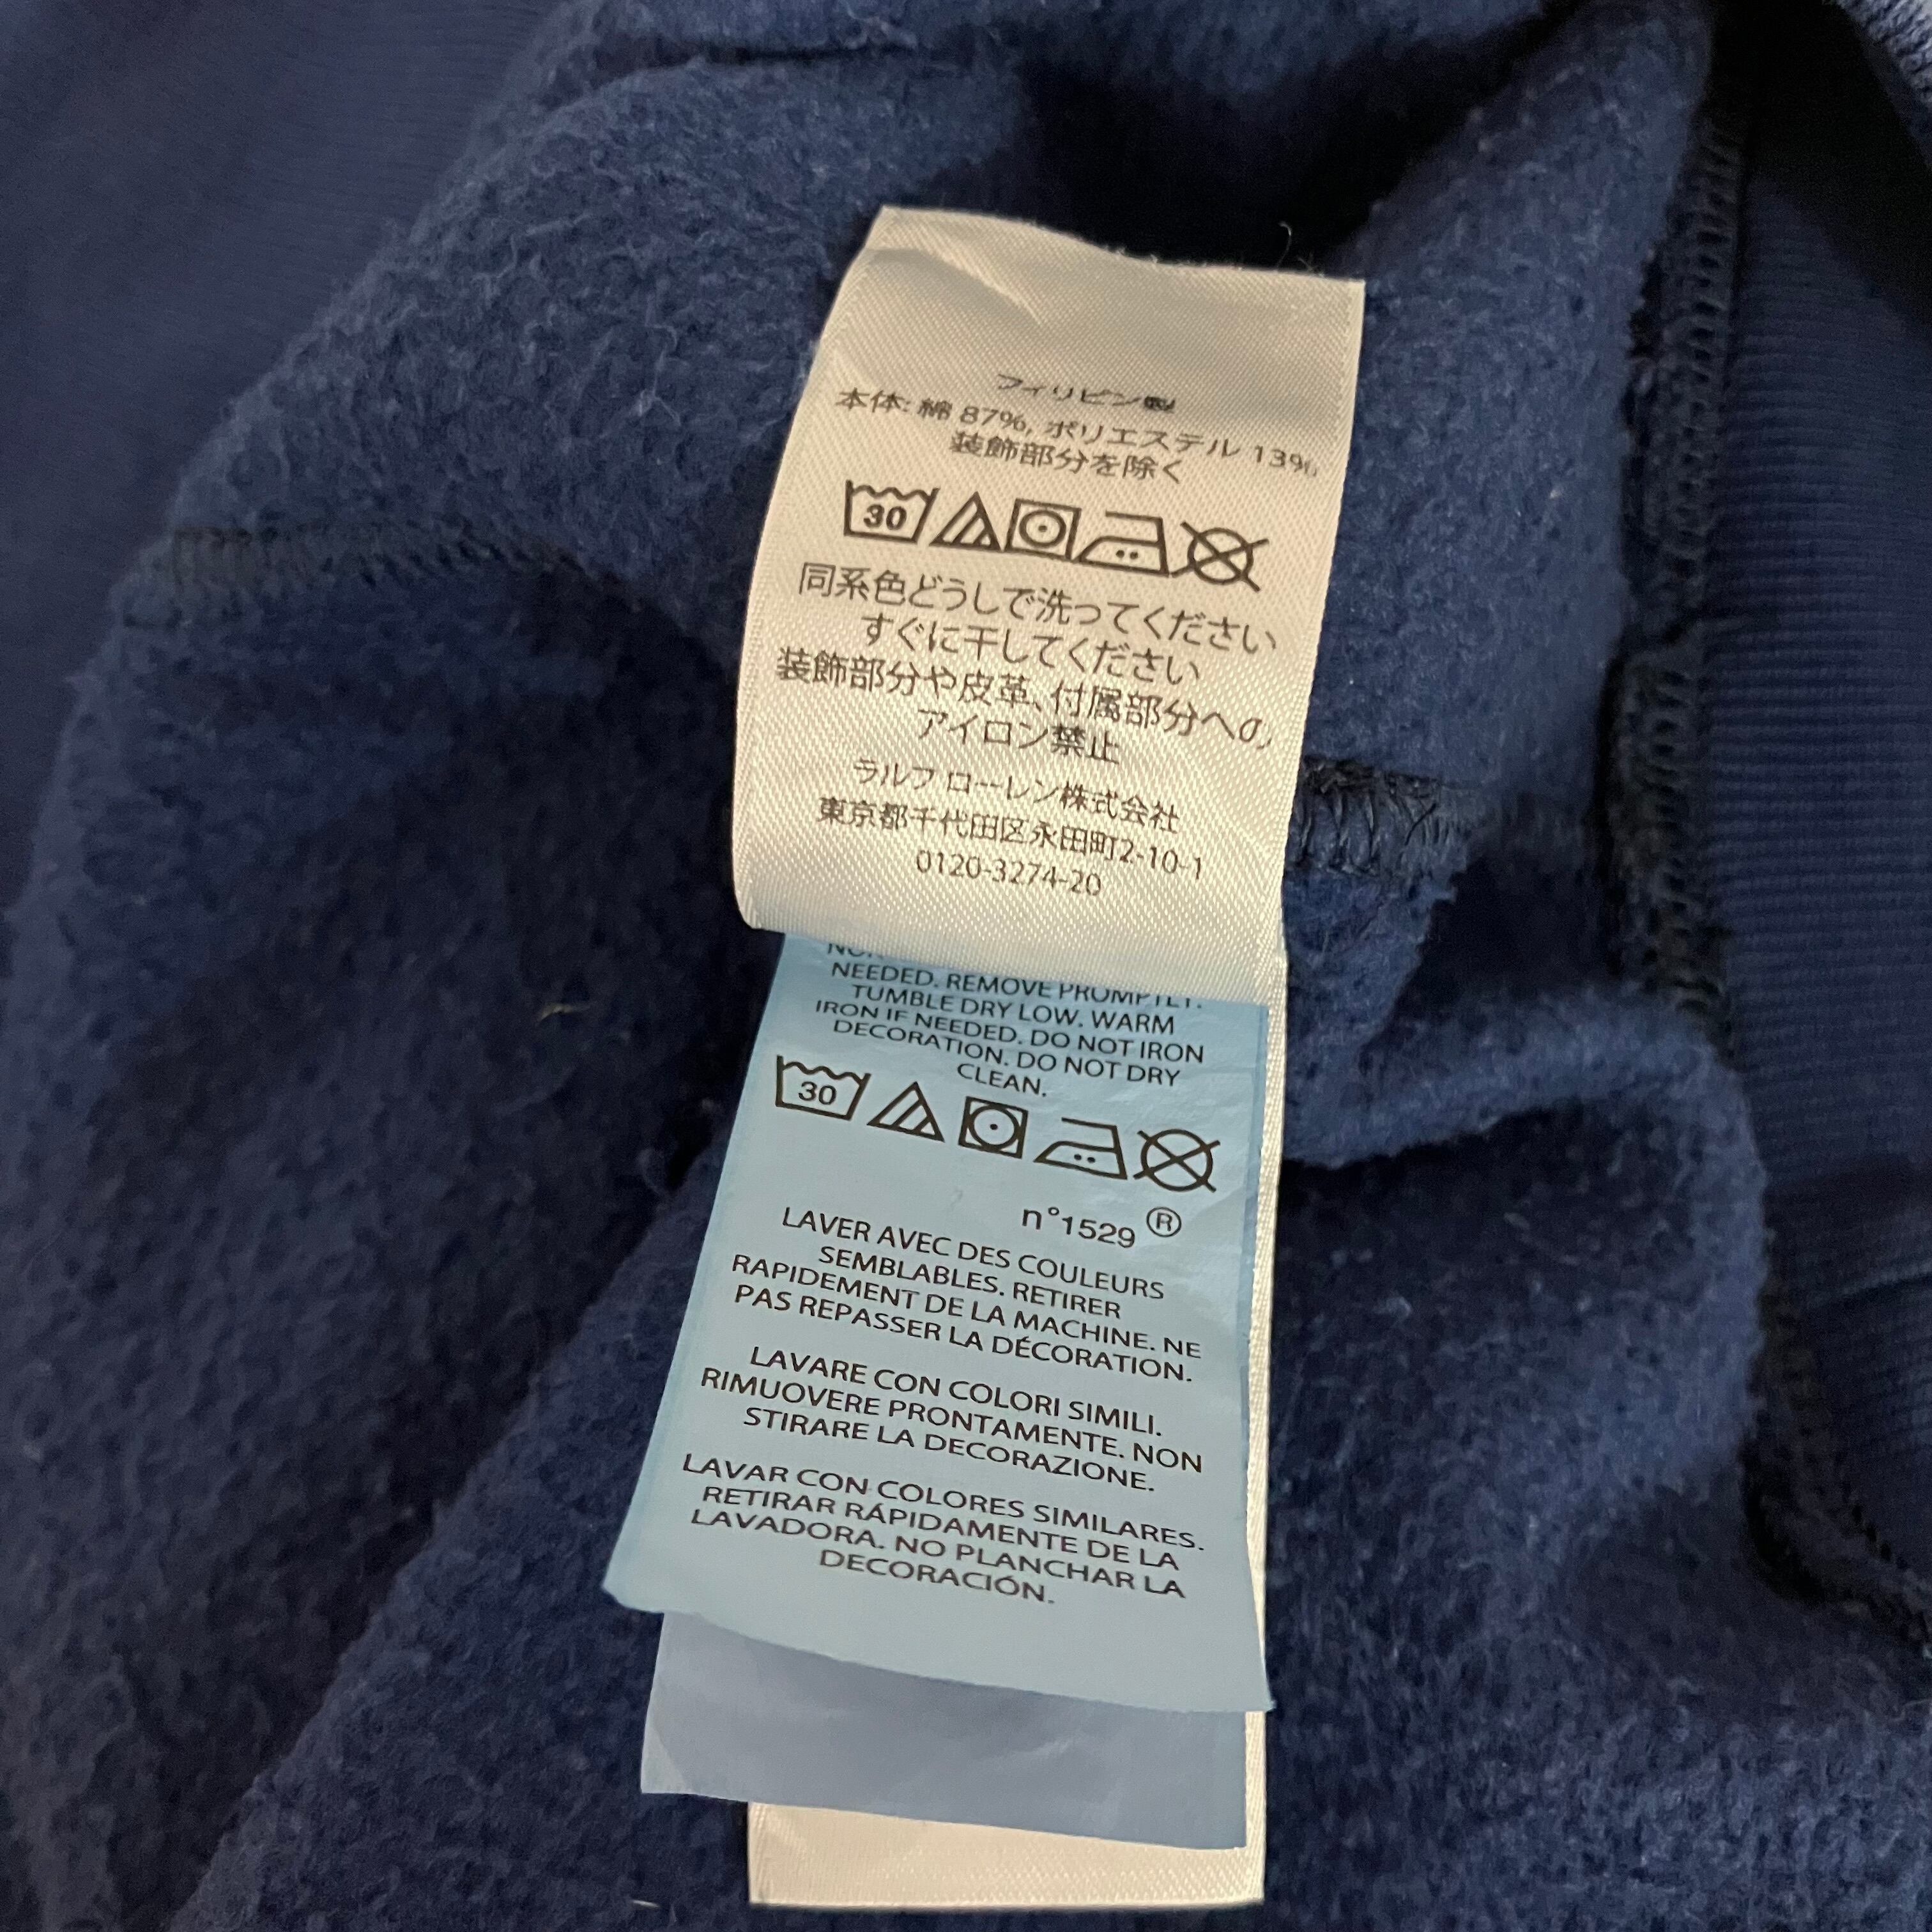 フィリピン製
本体: 綿 87%, ポリエステル 13%
装飾部分を除く
30
同系色どうしで洗ってください
すぐに干してください
装飾部分や皮革、付属部分への
アイロン禁止
ラルフ ローレン株式会社
東京都千代田区永田町2-10-1
0120-3274-20
NEEDED. REMOVE PROMPTLY.
TUMBLE DRY LOW. WARM
IRON IF NEEDED. DO NOT IRON
DECORATION. DO NOT DRY
CLEAN.
30
n°1529 ®
LAVER AVEC DES COULEURS
SEMBLABLES. RETIRER
RAPIDEMENT DE LA MACHINE. NE
PAS REPASSER LA DÉCORATION.
LAVARE CON COLORI SIMILI.
RIMUOVERE PRONTAMENTE. NON
STIRARE LA DECORAZIONE.
LAVAR CON COLORES SIMILARES.
RETIRAR RÁPIDAMENTE DE LA
LAVADORA. NO PLANCHAR LA
DECORACIÓN.